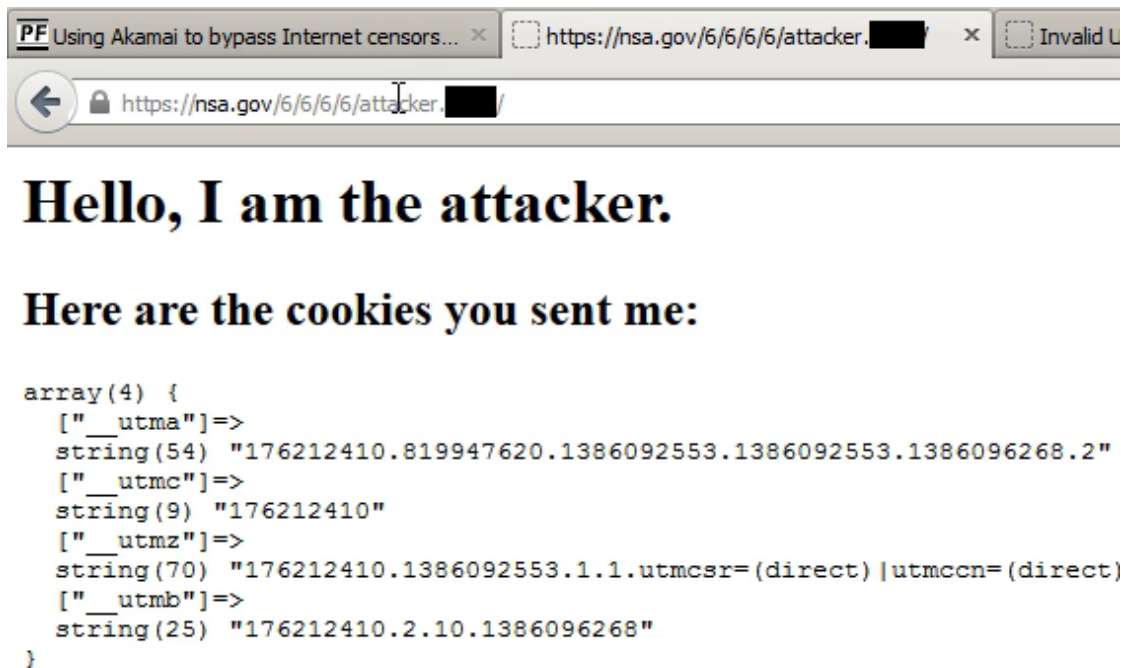 PF Using Akamai to bypass Internet censors... × https://nsa.gov/6/6/6/6/attacker. / × Invalid U
https://nsa.gov/6/6/6/6/attacker. /
Hello, I am the attacker.
Here are the cookies you sent me:
array(4) {
["__utma"]=>
string(54) "176212410.819947620.1386092553.1386092553.1386096268.2"
["__utmc"]=>
string(9) "176212410"
["__utmz"]=>
string(70) "176212410.1386092553.1.1.utmcsr=(direct)|utmccn=(direct)
["__utmb"]=>
string(25) "176212410.2.10.1386096268"
}